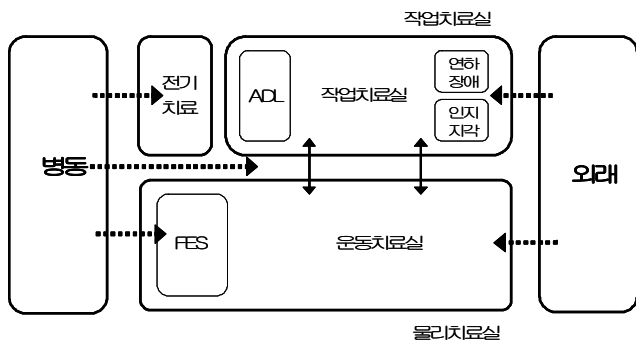 작업치료실
전기
치료
ADL
작업치료실
연하
장애
인지
지각
병동
외래
FES
운동치료실
물리치료실